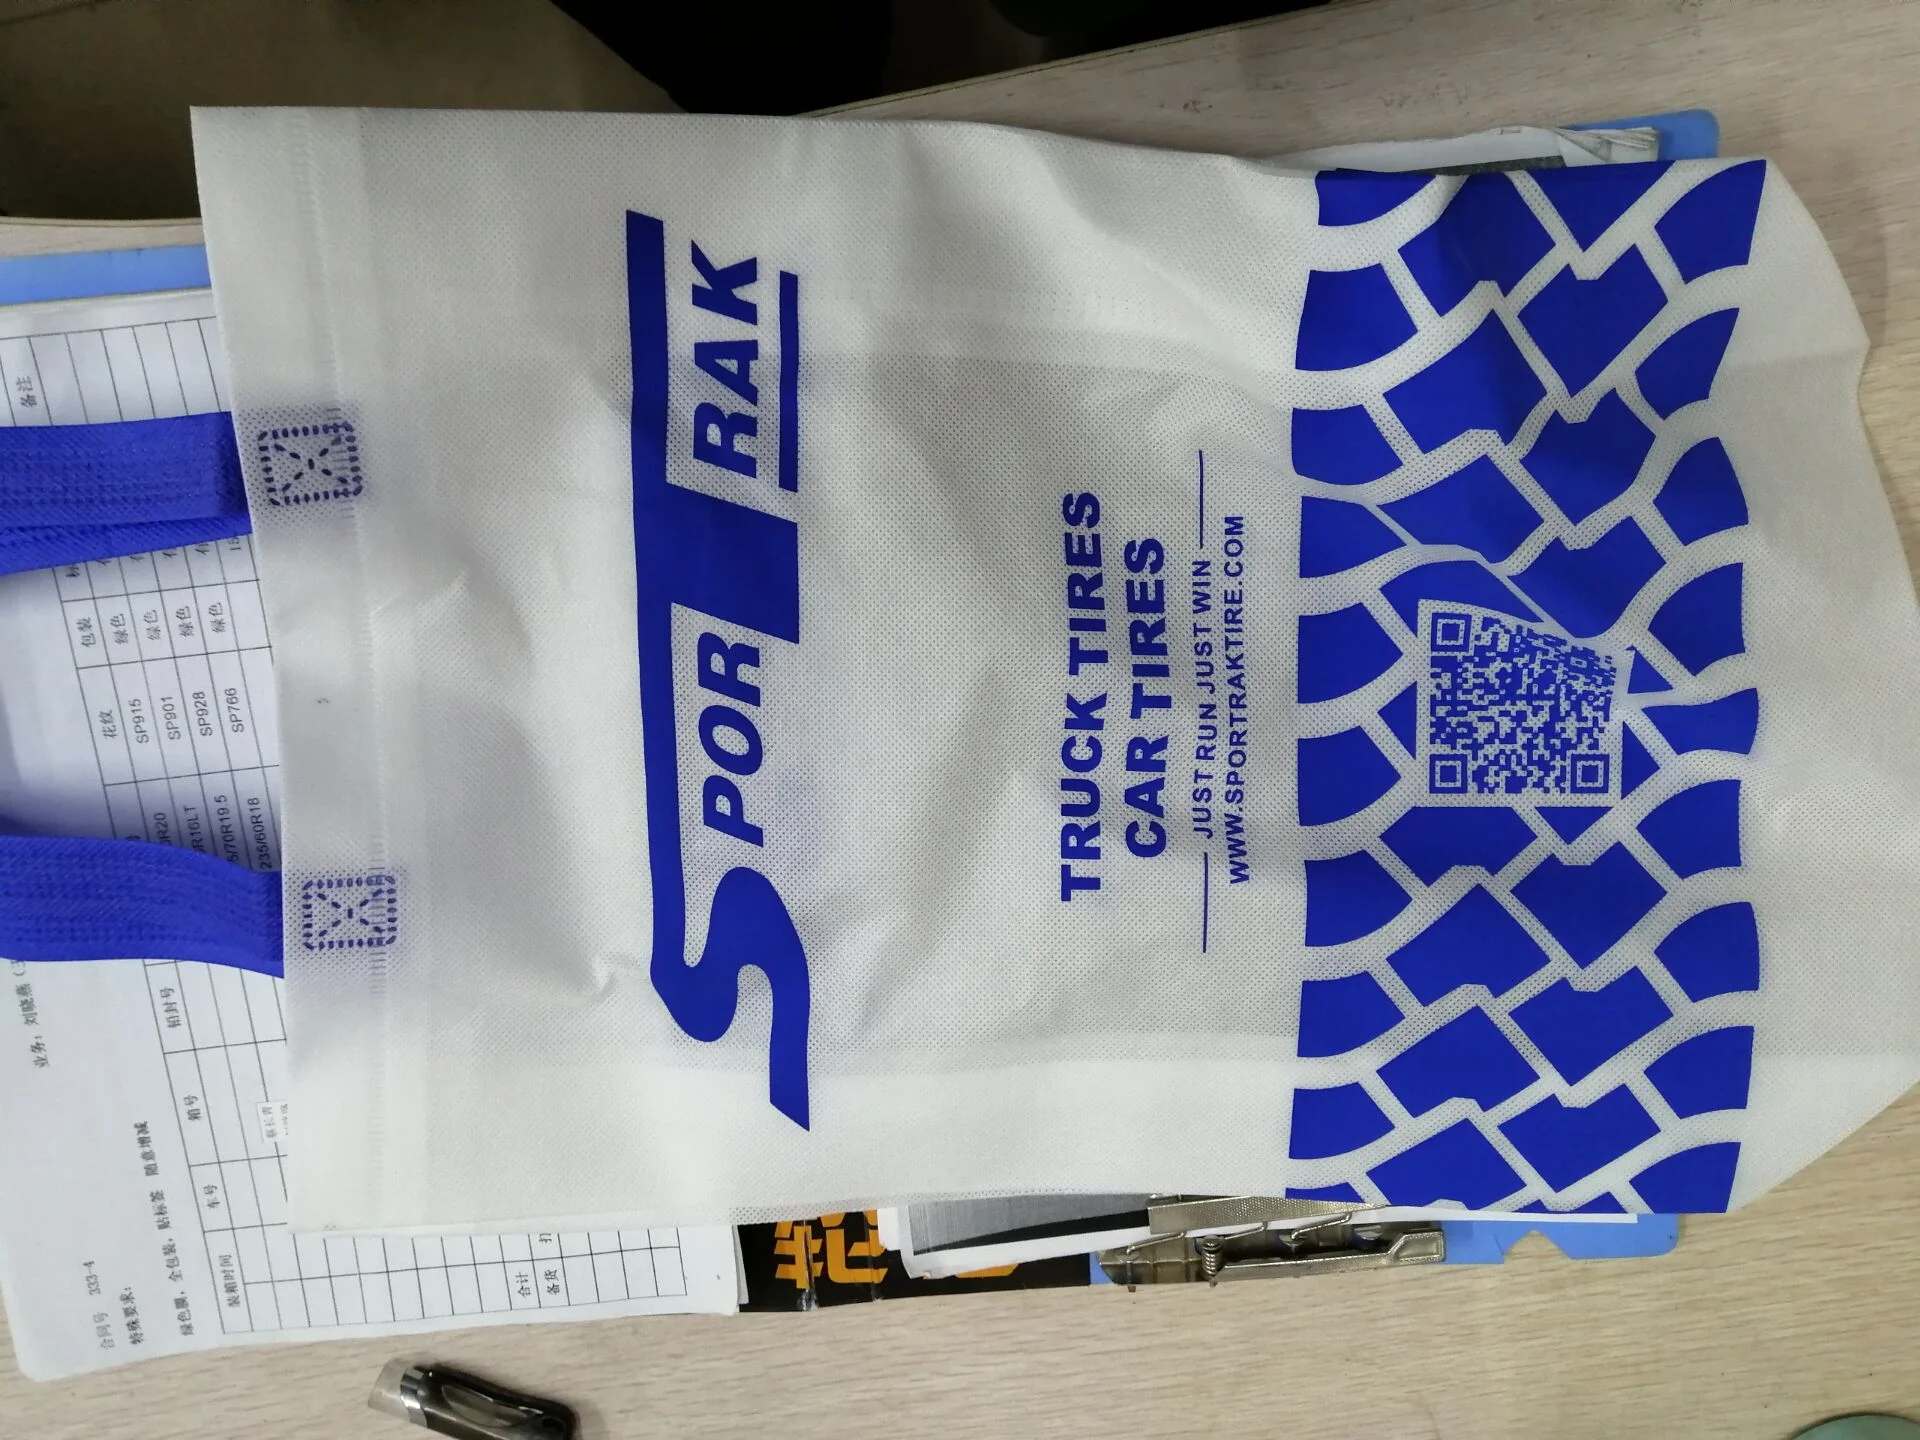 SPORTRAK
TRUCK TIRES
CAR TIRES
JUST RUN JUST WIN
WWW.SPORTRAKTIRE.COM
业务：刘晓燕
合同号 333-4
特殊要求：
绿色膜，全包装，贴标签 随意增减
装箱时间 车号 箱号 铅封号 花纹 包装 备注
SP915 绿色
SP901 绿色
SP928 绿色
235/60R18 SP766 绿色
合计
备货